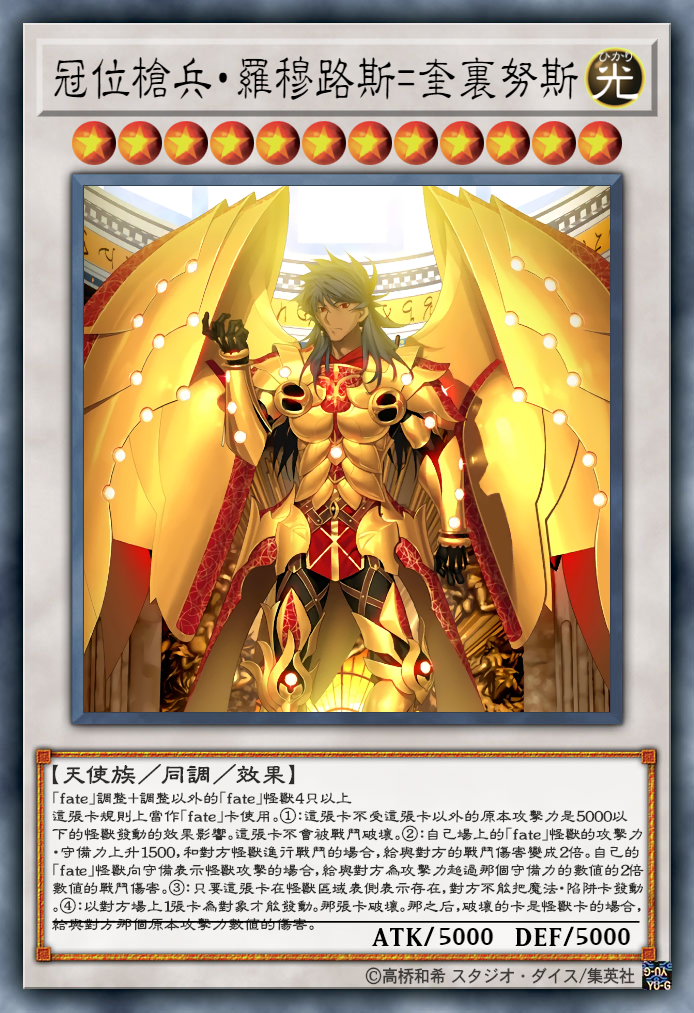 冠位槍兵・羅穆路斯=奎裏努斯
ひかり
光
【天使族／同調／效果】
「fate」調整+調整以外的「fate」怪獸4只以上
這張卡規則上當作「fate」卡使用。①:這張卡不受這張卡以外的原本攻擊力是5000以
下的怪獸發動的效果影響。這張卡不會被戰鬥破壞。②:自己場上的「fate」怪獸的攻擊力
・守備力上升1500,和對方怪獸進行戰鬥的場合,給與對方的戰鬥傷害變成2倍。自己的
「fate」怪獸向守備表示怪獸攻擊的場合,給與對方為攻擊力超過那個守備力的數值的2倍
數值的戰鬥傷害。③:只要這張卡在怪獸區域表側表示存在,對方不能把魔法・陷阱卡發動
。④:以對方場上1張卡為對象才能發動。那張卡破壞。那之后,破壞的卡是怪獸卡的場合,
給與對方那個原本攻擊力數值的傷害。
ATK/5000 DEF/5000
©高桥和希 スタジオ・ダイス/集英社
YU-G